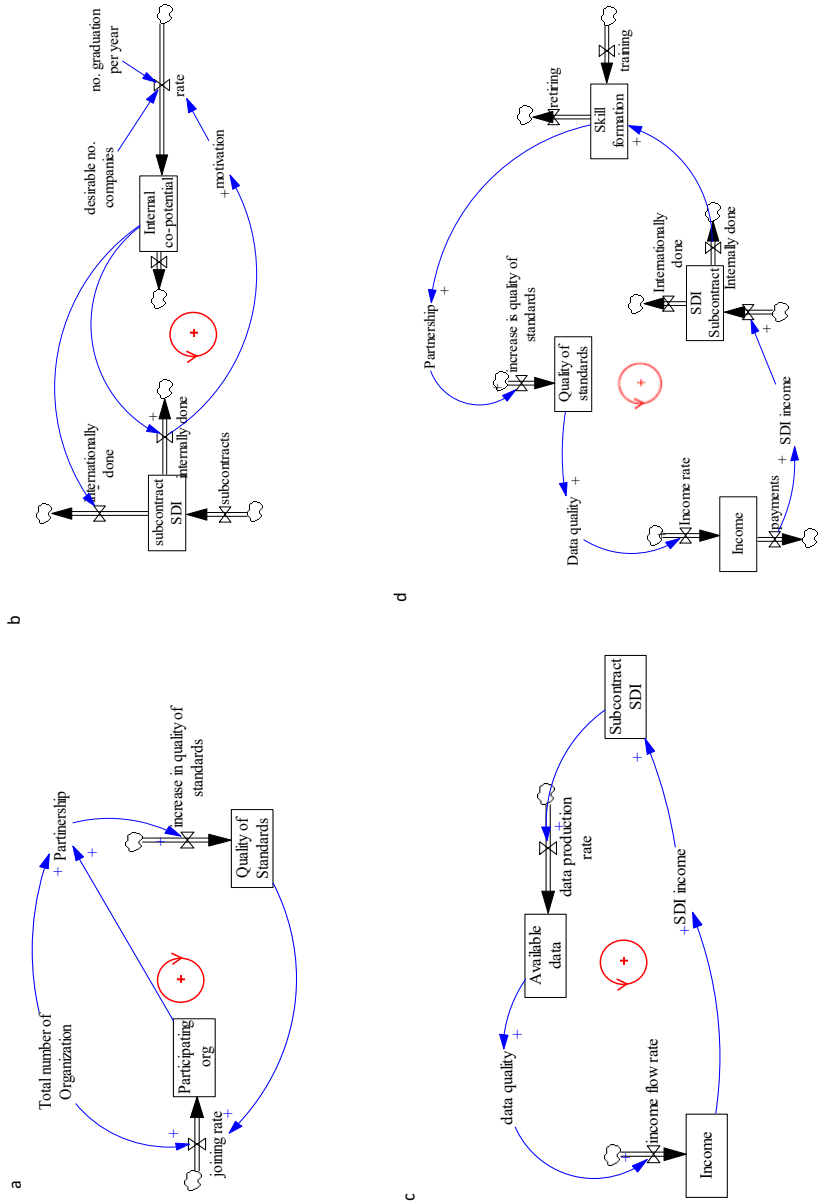 a
Total number of
Organization
+
Partinership
+
+
joining rate
+
Participating
org
+
+
increase in quality of
standards
+
Quality of
Standards
b
Internationally
done
subcontract
SDI
subcontracts
+
internally done
+
Internal
co-potential
desirable no.
companies
no. graduation
per year
rate
+
motivation
c
data quality
+
Available
data
+
data production
rate
Subcontract
SDI
+
+
income flow rate
+
Income
+
SDI income
d
Partnership
+
increase is quality of
standards
+
Quality of
standards
+
Data quality
+
Income rate
Income
payments
+
SDI income
+
Internationally
done
SDI
Subcontract
Internally done
+
Skill
formation
retiring
training
+